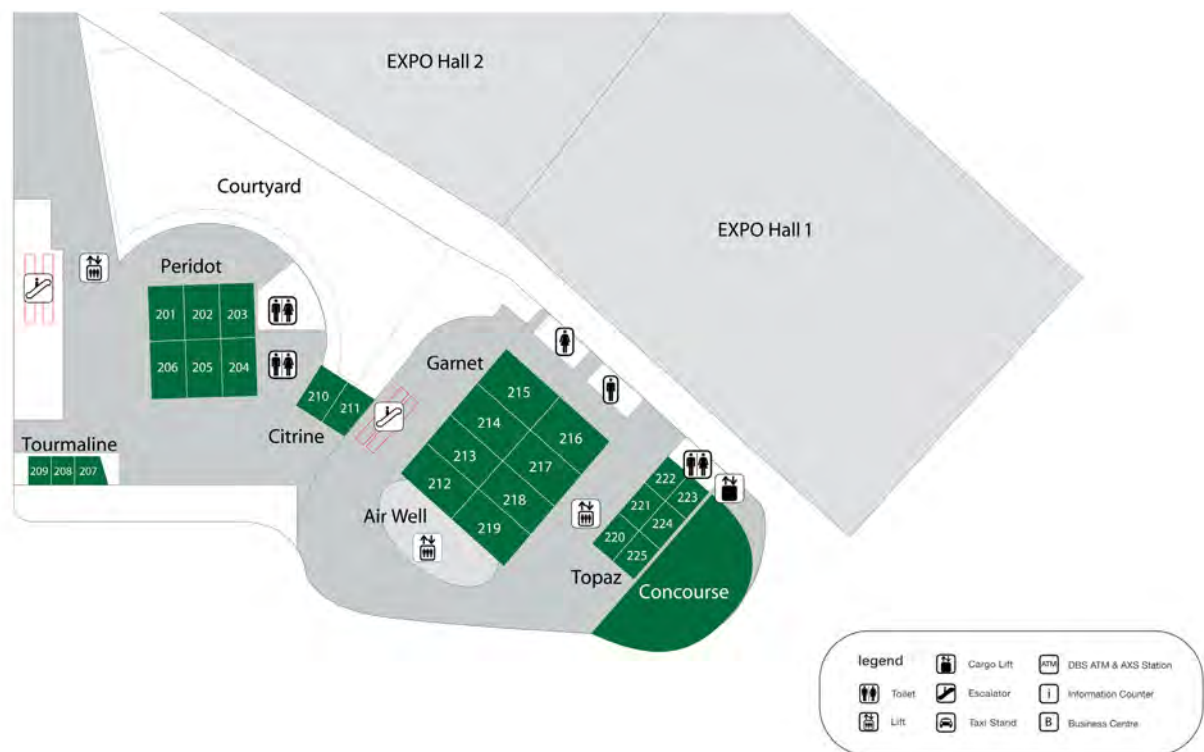 EXPO Hall 2
EXPO Hall 1
Courtyard
Peridot
201 202 203
206 205 204
Garnet
215
214 216
213 217
212 218
219
210 211
Citrine
Tourmaline
209 208 207
Air Well
222
221 223
220 224
225
Topaz
Concourse
legend
Toilet
Lift
Cargo Lift
Escalator
Taxi Stand
ATM DBS ATM & AXS Station
i Information Counter
B Business Centre